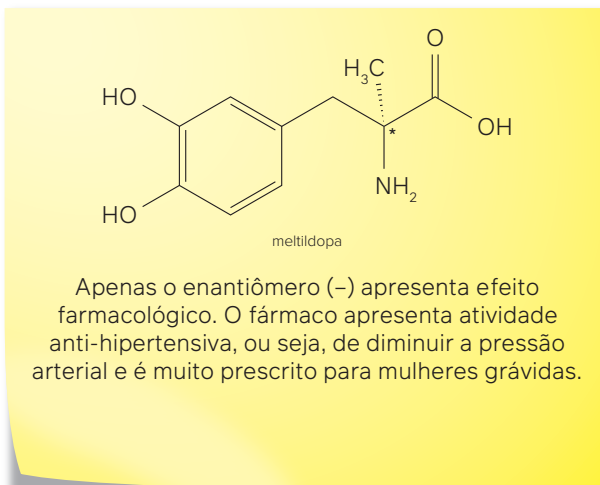 O
H₃C
HO
*
OH
NH₂
HO
meltildopa
Apenas o enantiômero (–) apresenta efeito
farmacológico. O fármaco apresenta atividade
anti-hipertensiva, ou seja, de diminuir a pressão
arterial e é muito prescrito para mulheres grávidas.